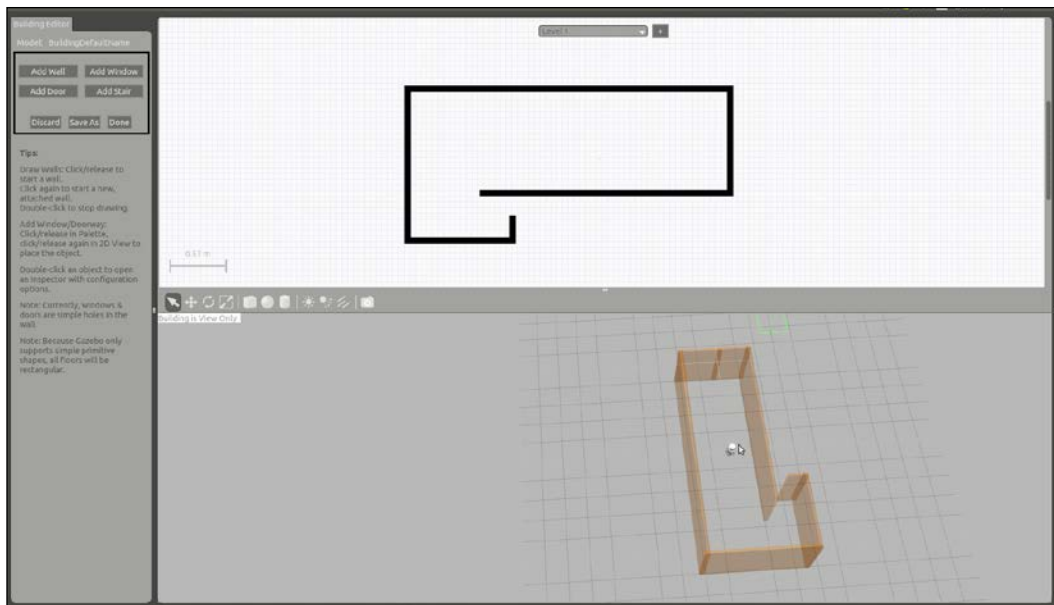 Building Editor
Model: BuildingDefaultName
Add Wall Add Window
Add Door Add Stair
Discard Save As Done
Tips:
Draw Walls: Click/release to
start a wall.
Click again to start a new,
attached wall.
Double-click to stop drawing.
Add Window/Doorway:
Click/release in Palette,
click/release again in 2D View to
place the object.
Double-click an object to open
an inspector with configuration
options.
Note: Currently, windows &
doors are simple holes in the
wall.
Note: Because Gazebo only
supports simple primitive
shapes, all floors will be
rectangular.
Level 1
+
m
Building is View Only